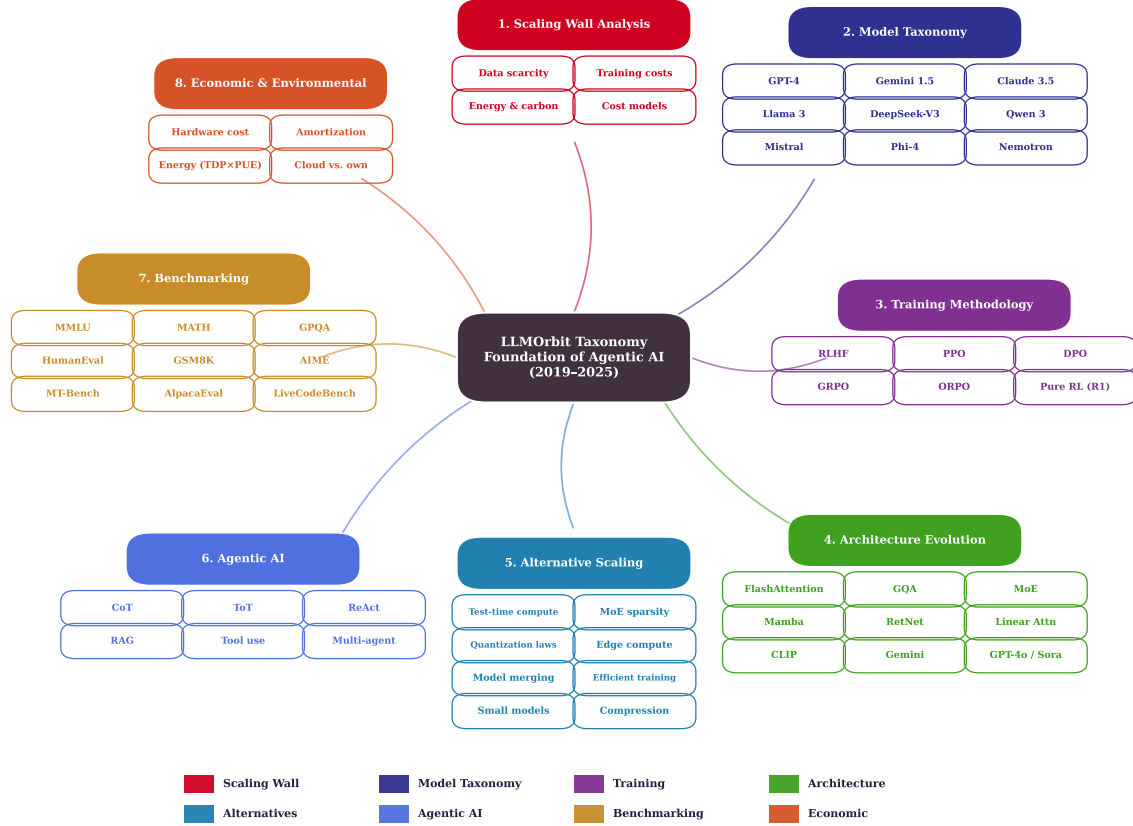 1. Scaling Wall Analysis
Data scarcity
Training costs
Energy & carbon
Cost models
2. Model Taxonomy
GPT-4
Gemini 1.5
Claude 3.5
Llama 3
DeepSeek-V3
Qwen 3
Mistral
Phi-4
Nemotron
8. Economic & Environmental
Hardware cost
Amortization
Energy (TDP×PUE)
Cloud vs. own
7. Benchmarking
MMLU
MATH
GPQA
HumanEval
GSM8K
AIME
MT-Bench
AlpacaEval
LiveCodeBench
LLMOrbit Taxonomy
Foundation of Agentic AI
(2019–2025)
3. Training Methodology
RLHF
PPO
DPO
GRPO
ORPO
Pure RL (R1)
6. Agentic AI
CoT
ToT
ReAct
RAG
Tool use
Multi-agent
5. Alternative Scaling
Test-time compute
MoE sparsity
Quantization laws
Edge compute
Model merging
Efficient training
Small models
Compression
4. Architecture Evolution
FlashAttention
GQA
MoE
Mamba
RetNet
Linear Attn
CLIP
Gemini
GPT-4o / Sora
Scaling Wall
Model Taxonomy
Training
Architecture
Alternatives
Agentic AI
Benchmarking
Economic